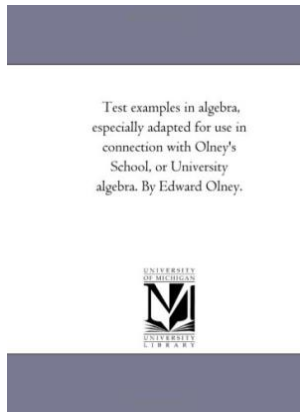 Test examples in algebra,
especially adapted for use in
connection with Olney's
School, or University
algebra. By Edward Olney.
UNIVERSITY
OF MICHIGAN
UNIVERSITY
LIBRARY